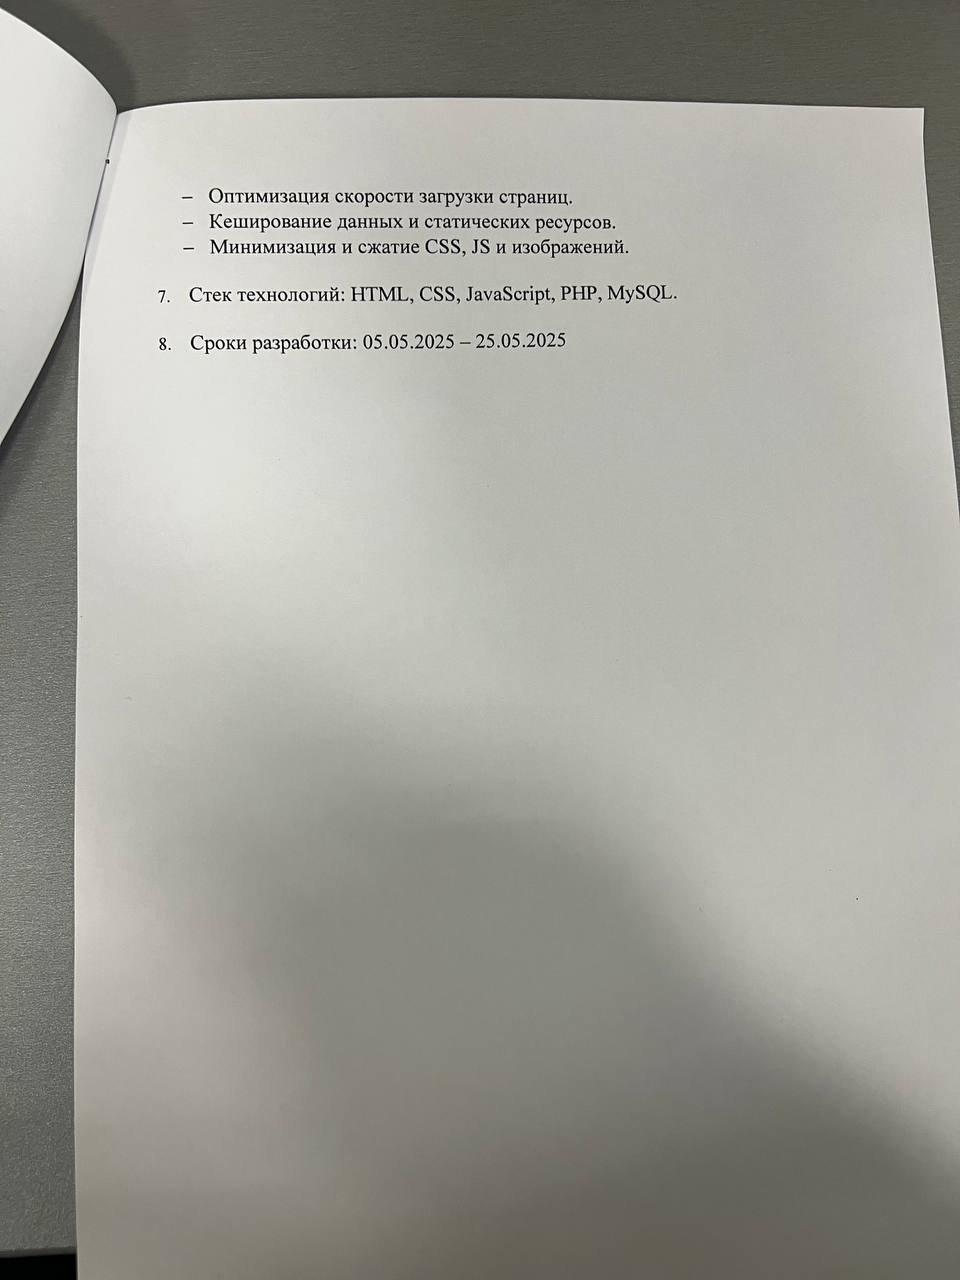 – Оптимизация скорости загрузки страниц.
– Кеширование данных и статических ресурсов.
– Минимизация и сжатие CSS, JS и изображений.
7. Стек технологий: HTML, CSS, JavaScript, PHP, MySQL.
8. Сроки разработки: 05.05.2025 – 25.05.2025